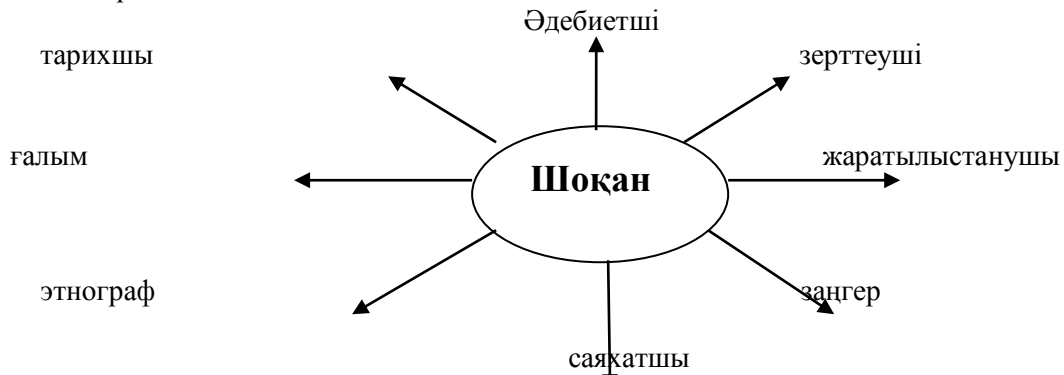 Әдебиетші
тарихшы
зерттеуші
ғалым
Шоқан
жаратылыстанушы
этнограф
заңгер
саяхатшы